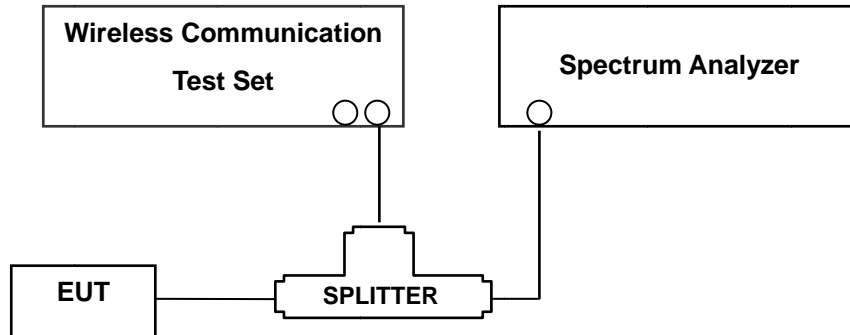 Wireless Communication
Test Set
Spectrum Analyzer
EUT
SPLITTER